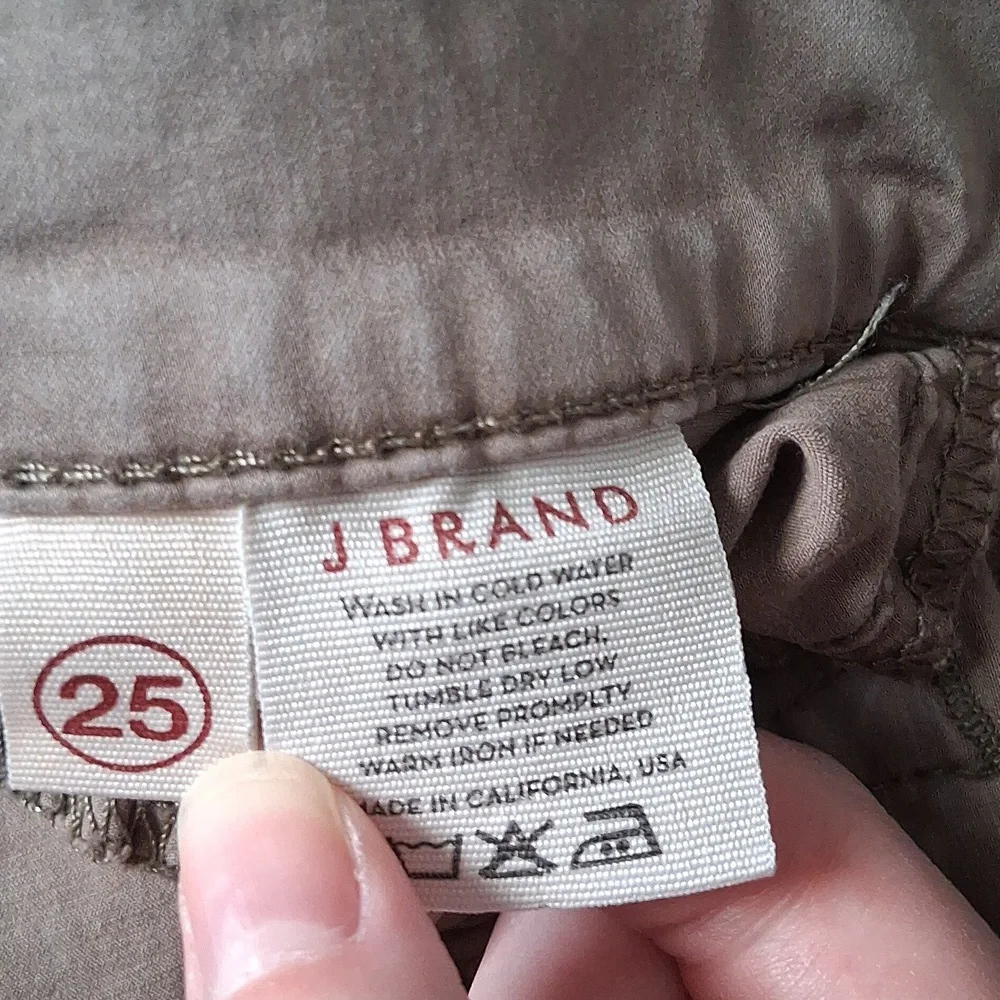 25
J BRAND
WASH IN COLD WATER
WITH LIKE COLORS
DO NOT BLEACH,
TUMBLE DRY LOW
REMOVE PROMPLTY
WARM IRON IF NEEDED
MADE IN CALIFORNIA, USA